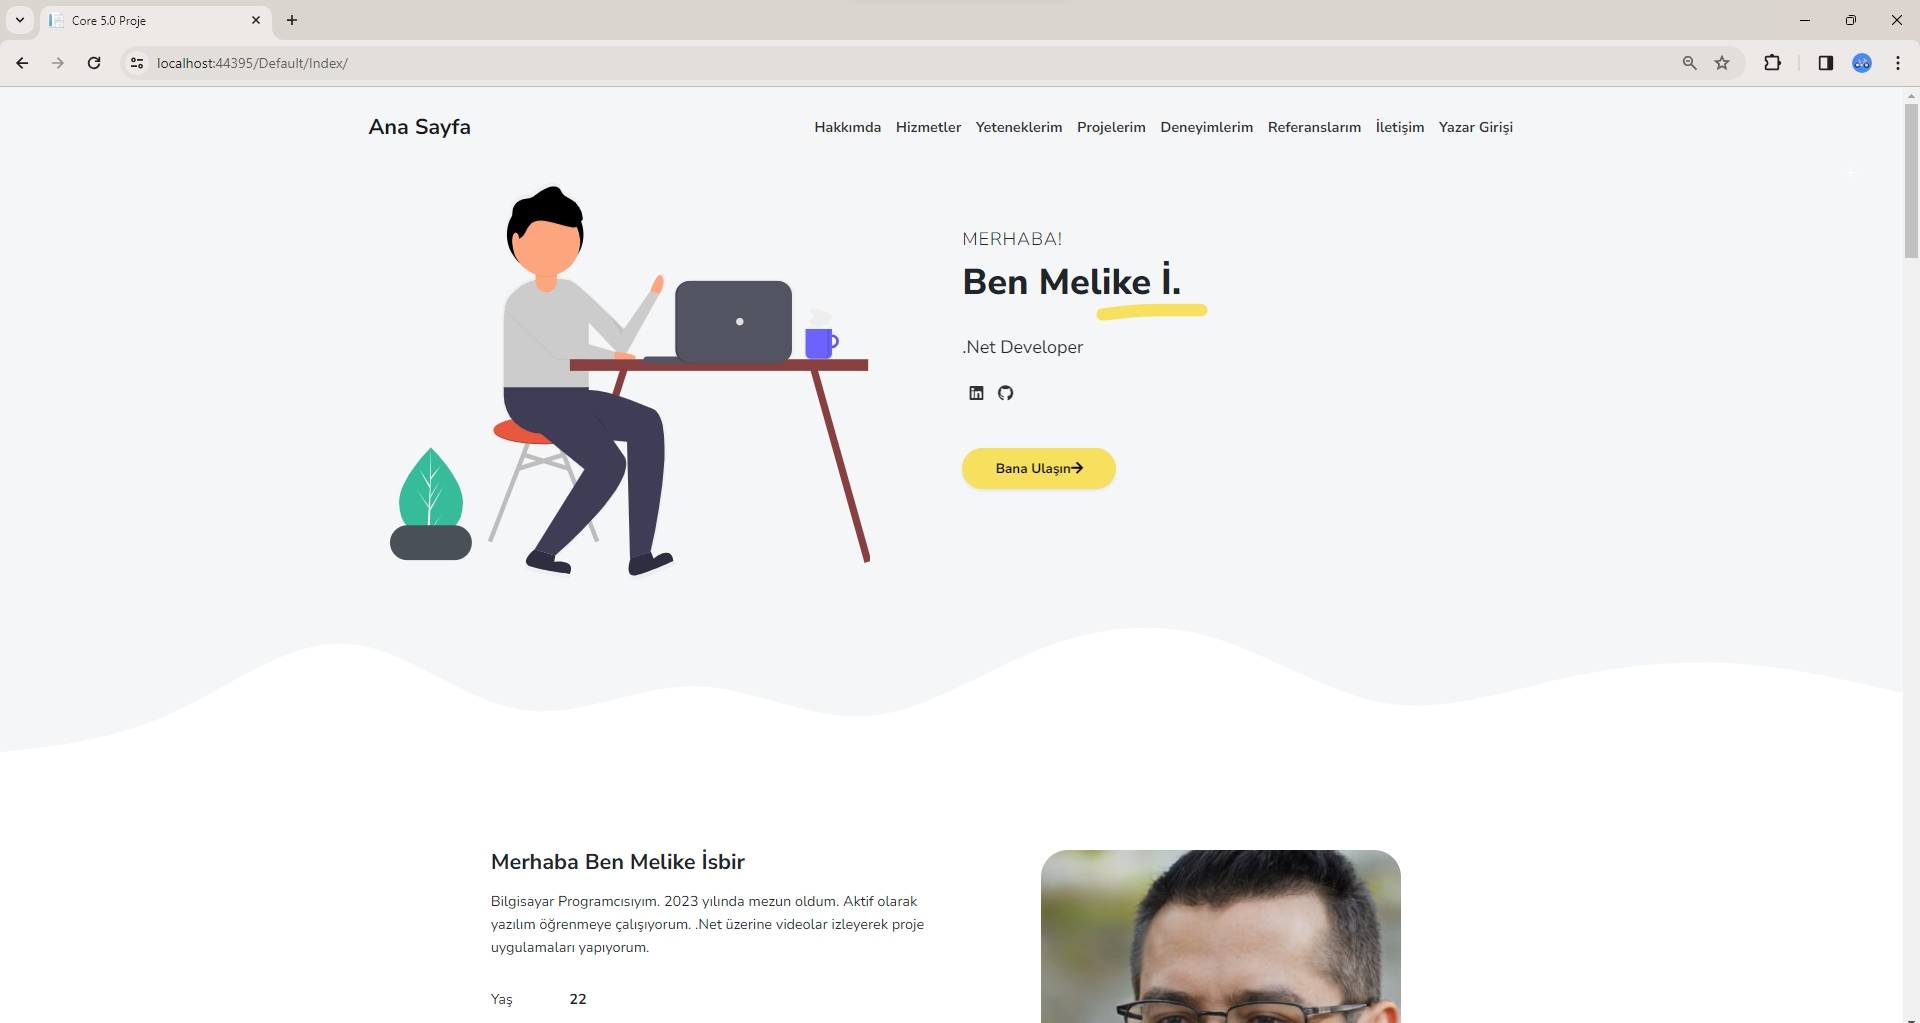 Core 5.0 Proje
localhost:44395/Default/Index/
Ana Sayfa
Hakkımda Hizmetler Yeteneklerim Projelerim Deneyimlerim Referanslarım İletişim Yazar Girişi
MERHABA!
Ben Melike İ.
.Net Developer
Bana Ulaşın
Merhaba Ben Melike İsbir
Bilgisayar Programcısıyım. 2023 yılında mezun oldum. Aktif olarak
yazılım öğrenmeye çalışıyorum. .Net üzerine videolar izleyerek proje
uygulamaları yapıyorum.
Yaş 22